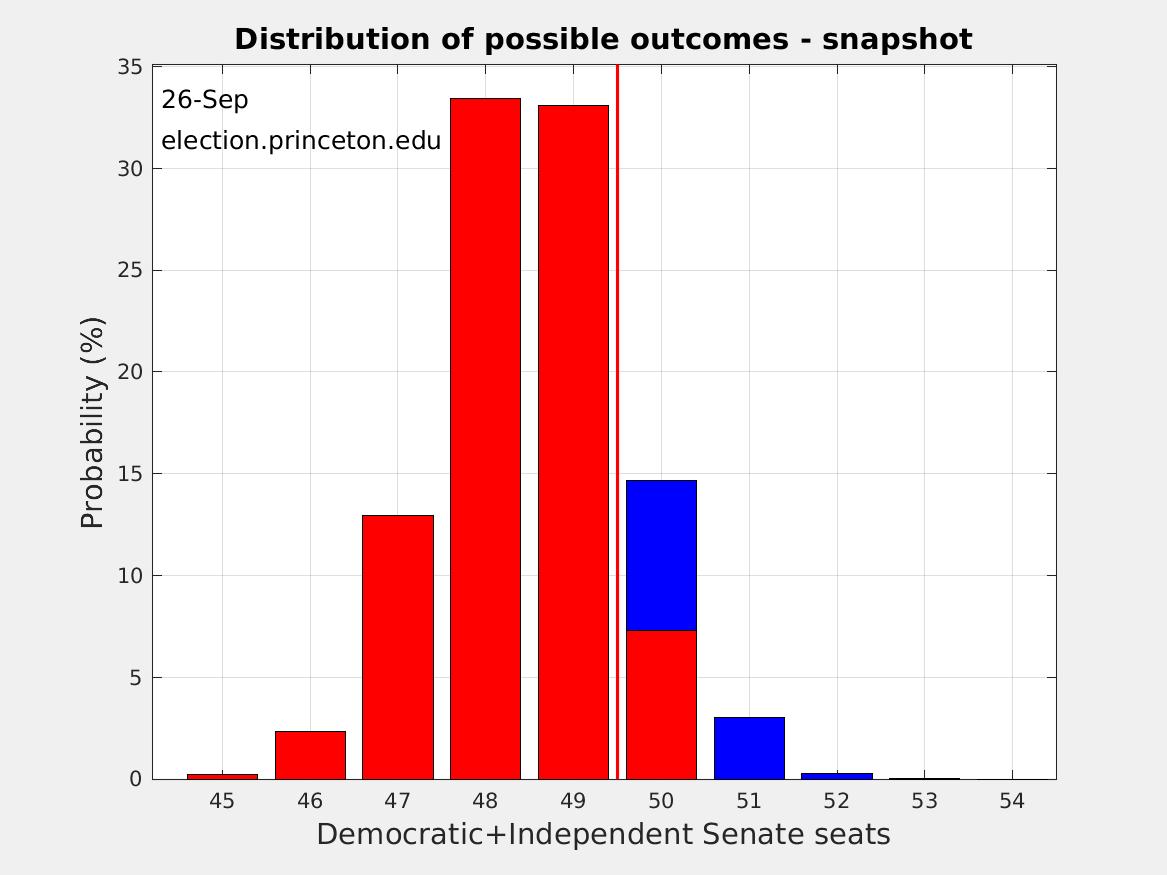 Distribution of possible outcomes - snapshot
35
26-Sep
election.princeton.edu
30
25
20
15
10
5
0
Probability (%)
45 46 47 48 49 50 51 52 53 54
Democratic+Independent Senate seats